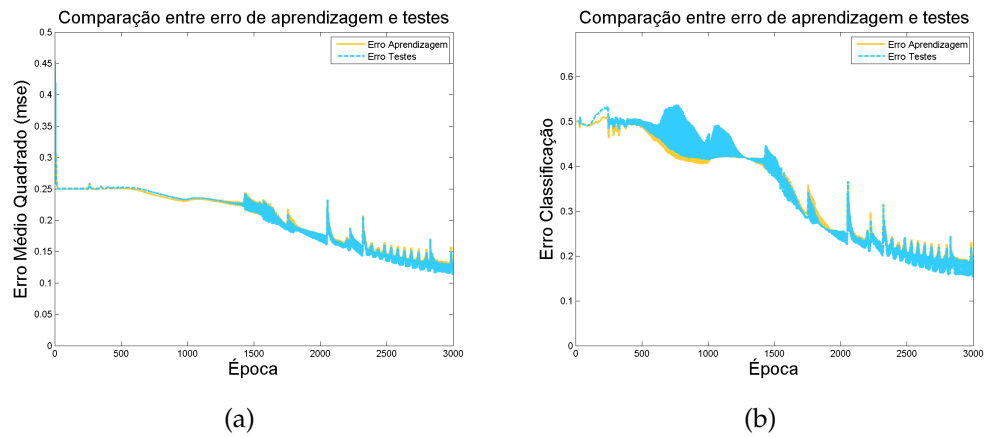 Comparação entre erro de aprendizagem e testes
Erro Aprendizagem
Erro Testes
Erro Médio Quadrado (mse)
0.5
0.45
0.4
0.35
0.3
0.25
0.2
0.15
0.1
0.05
0
0 500 1000 1500 2000 2500 3000
Época
(a)
Comparação entre erro de aprendizagem e testes
Erro Aprendizagem
Erro Testes
Erro Classificação
0.6
0.5
0.4
0.3
0.2
0.1
0
0 500 1000 1500 2000 2500 3000
Época
(b)